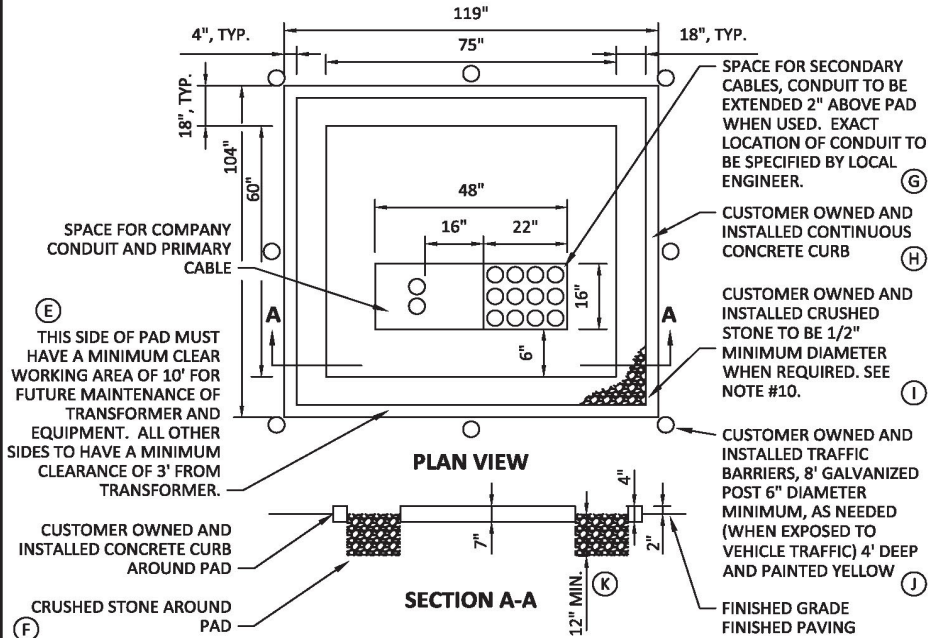 119"
4", TYP.
75"
18", TYP.
18", TYP.
104"
60"
48"
16"
22"
16"
6"
SPACE FOR COMPANY
CONDUIT AND PRIMARY
CABLE
E
THIS SIDE OF PAD MUST
HAVE A MINIMUM CLEAR
WORKING AREA OF 10' FOR
FUTURE MAINTENANCE OF
TRANSFORMER AND
EQUIPMENT. ALL OTHER
SIDES TO HAVE A MINIMUM
CLEARANCE OF 3' FROM
TRANSFORMER.
A
A
SPACE FOR SECONDARY
CABLES, CONDUIT TO BE
EXTENDED 2" ABOVE PAD
WHEN USED. EXACT
LOCATION OF CONDUIT TO
BE SPECIFIED BY LOCAL
ENGINEER.
G
CUSTOMER OWNED AND
INSTALLED CONTINUOUS
CONCRETE CURB
H
CUSTOMER OWNED AND
INSTALLED CRUSHED
STONE TO BE 1/2"
MINIMUM DIAMETER
WHEN REQUIRED. SEE
NOTE #10.
I
PLAN VIEW
CUSTOMER OWNED AND
INSTALLED TRAFFIC
BARRIERS, 8' GALVANIZED
POST 6" DIAMETER
MINIMUM, AS NEEDED
(WHEN EXPOSED TO
VEHICLE TRAFFIC) 4' DEEP
AND PAINTED YELLOW
J
CUSTOMER OWNED AND
INSTALLED CONCRETE CURB
AROUND PAD
CRUSHED STONE AROUND
PAD
F
7"
4"
2"
12" MIN.
K
SECTION A-A
FINISHED GRADE
FINISHED PAVING